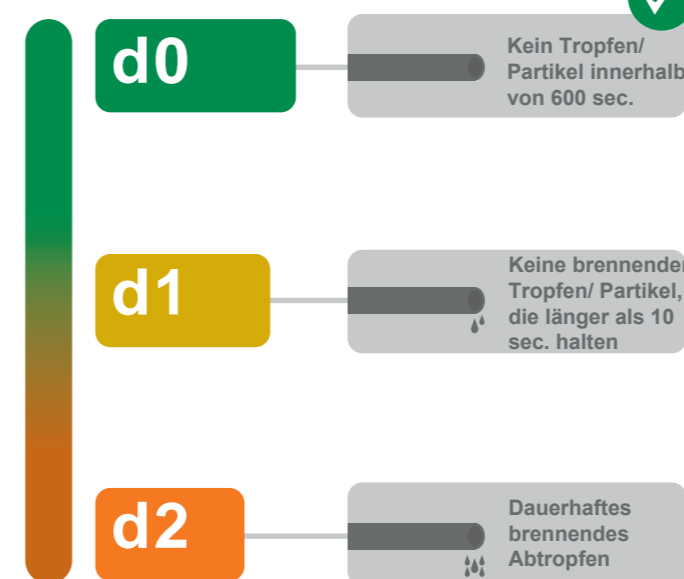 d0
Kein Tropfen/
Partikel innerhalb
von 600 sec.
d1
Keine brennenden
Tropfen/ Partikel,
die länger als 10
sec. halten
d2
Dauerhaftes
brennendes
Abtropfen